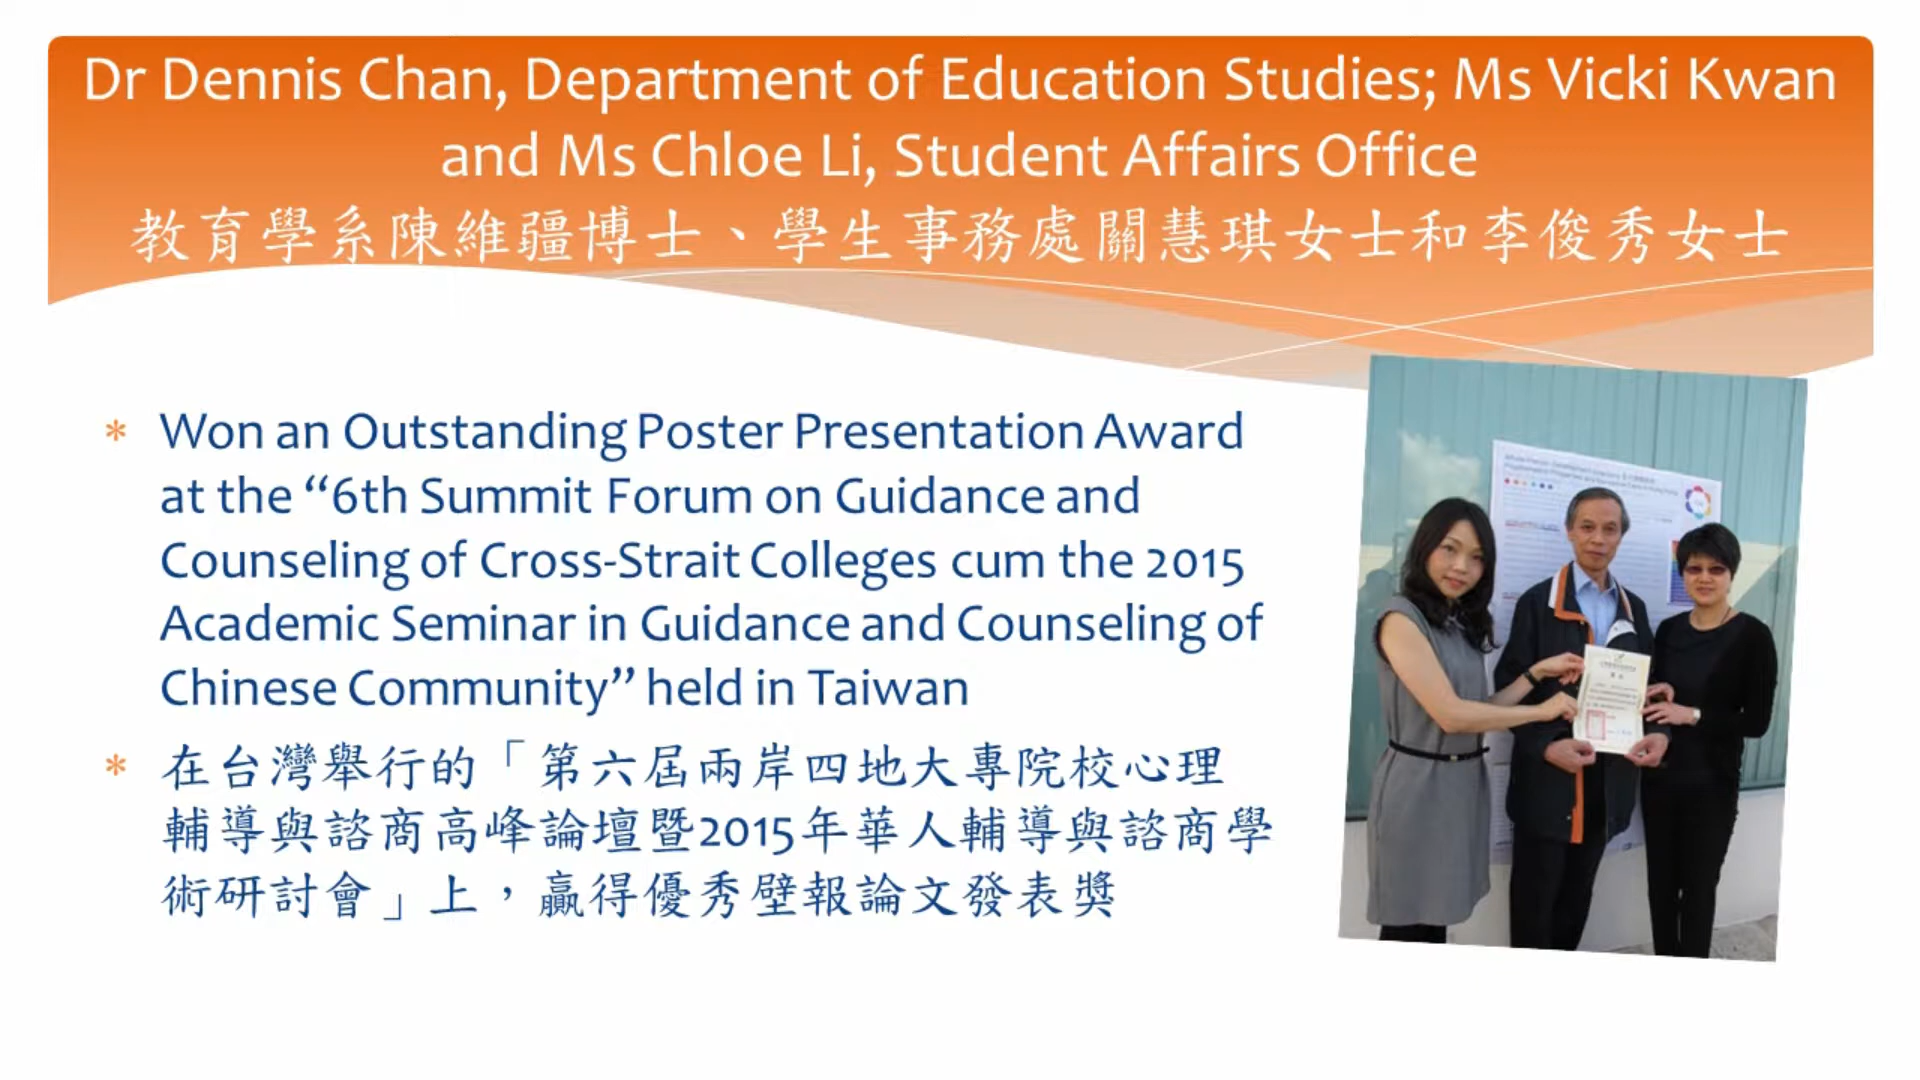 Dr Dennis Chan, Department of Education Studies; Ms Vicki Kwan
and Ms Chloe Li, Student Affairs Office
教育學系陳維疆博士、學生事務處關慧琪女士和李俊秀女士
* Won an Outstanding Poster Presentation Award
at the “6th Summit Forum on Guidance and
Counseling of Cross-Strait Colleges cum the 2015
Academic Seminar in Guidance and Counseling of
Chinese Community” held in Taiwan
* 在台灣舉行的「第六屆兩岸四地大專院校心理
輔導與諮商高峰論壇暨2015年華人輔導與諮商學
術研討會」上，贏得優秀壁報論文發表獎